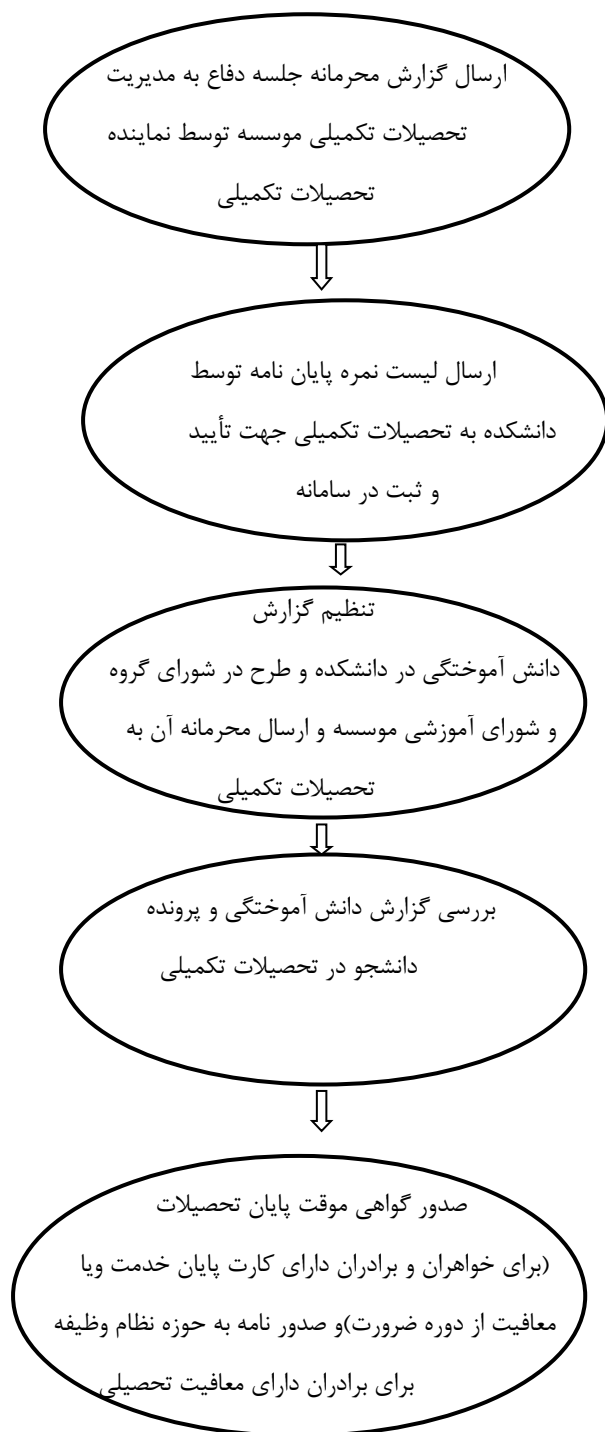 ارسال گزارش محرمانه جلسه دفاع به مدیریت
تحصیلات تکمیلی موسسه توسط نماینده
تحصیلات تکمیلی
ارسال لیست نمره پایان نامه توسط
دانشکده به تحصیلات تکمیلی جهت تأیید
و ثبت در سامانه
تنظیم گزارش
دانش آموختگی در دانشکده و طرح در شورای گروه
و شورای آموزشی موسسه و ارسال محرمانه آن به
تحصیلات تکمیلی
بررسی گزارش دانش آموختگی و پرونده
دانشجو در تحصیلات تکمیلی
صدور گواهی موقت پایان تحصیلات
(برای خواهران و برادران دارای کارت پایان خدمت ویا
معافیت از دوره ضرورت)و صدور نامه به حوزه نظام وظیفه
برای برادران دارای معافیت تحصیلی